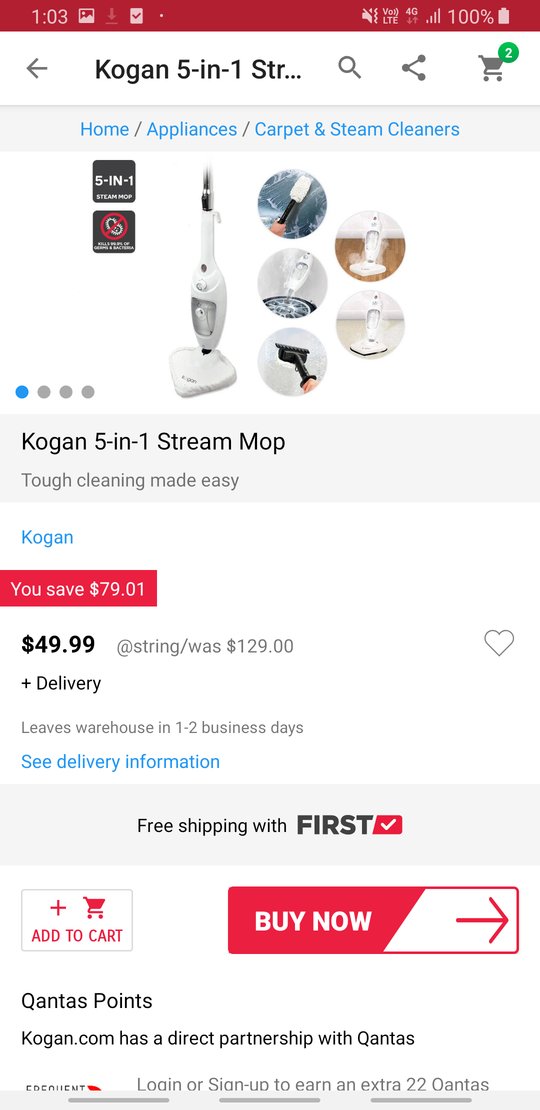 1:03
Vo)) LTE 4G 100%
Kogan 5-in-1 Str...
2
Home / Appliances / Carpet & Steam Cleaners
5-IN-1
STEAM MOP
KILLS 99.9% OF
GERMS & BACTERIA
Kogan
Kogan 5-in-1 Stream Mop
Tough cleaning made easy
Kogan
You save $79.01
$49.99 @string/was $129.00
+ Delivery
Leaves warehouse in 1-2 business days
See delivery information
Free shipping with FIRST
ADD TO CART
BUY NOW
Qantas Points
Kogan.com has a direct partnership with Qantas
FREQUENT
Login or Sign-up to earn an extra 22 Qantas